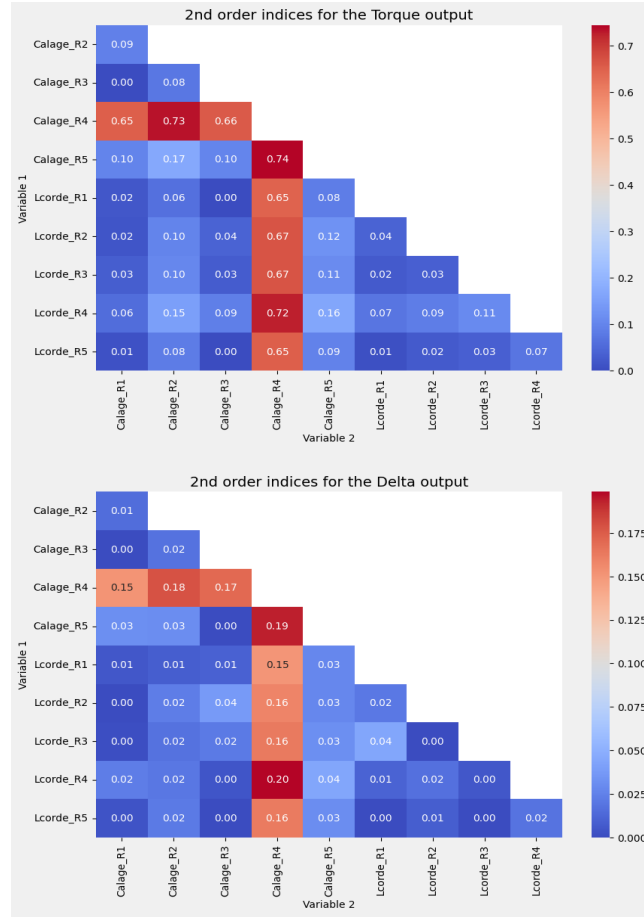 2nd order indices for the Torque output
Variable 1
Calage_R2 0.09
Calage_R3 0.00 0.08
Calage_R4 0.65 0.73 0.66
Calage_R5 0.10 0.17 0.10 0.74
Lcorde_R1 0.02 0.06 0.00 0.65 0.08
Lcorde_R2 0.02 0.10 0.04 0.67 0.12 0.04
Lcorde_R3 0.03 0.10 0.03 0.67 0.11 0.02 0.03
Lcorde_R4 0.06 0.15 0.09 0.72 0.16 0.07 0.09 0.11
Lcorde_R5 0.01 0.08 0.00 0.65 0.09 0.01 0.02 0.03 0.07
Calage_R1 Calage_R2 Calage_R3 Calage_R4 Calage_R5 Lcorde_R1 Lcorde_R2 Lcorde_R3 Lcorde_R4
Variable 2
0.7
0.6
0.5
0.4
0.3
0.2
0.1
0.0
2nd order indices for the Delta output
Variable 1
Calage_R2 0.01
Calage_R3 0.00 0.02
Calage_R4 0.15 0.18 0.17
Calage_R5 0.03 0.03 0.00 0.19
Lcorde_R1 0.01 0.01 0.01 0.15 0.03
Lcorde_R2 0.00 0.02 0.04 0.16 0.03 0.02
Lcorde_R3 0.00 0.02 0.02 0.16 0.03 0.04 0.00
Lcorde_R4 0.02 0.02 0.00 0.20 0.04 0.01 0.02 0.00
Lcorde_R5 0.00 0.02 0.00 0.16 0.03 0.00 0.01 0.00 0.02
Calage_R1 Calage_R2 Calage_R3 Calage_R4 Calage_R5 Lcorde_R1 Lcorde_R2 Lcorde_R3 Lcorde_R4
Variable 2
0.175
0.150
0.125
0.100
0.075
0.050
0.025
0.000